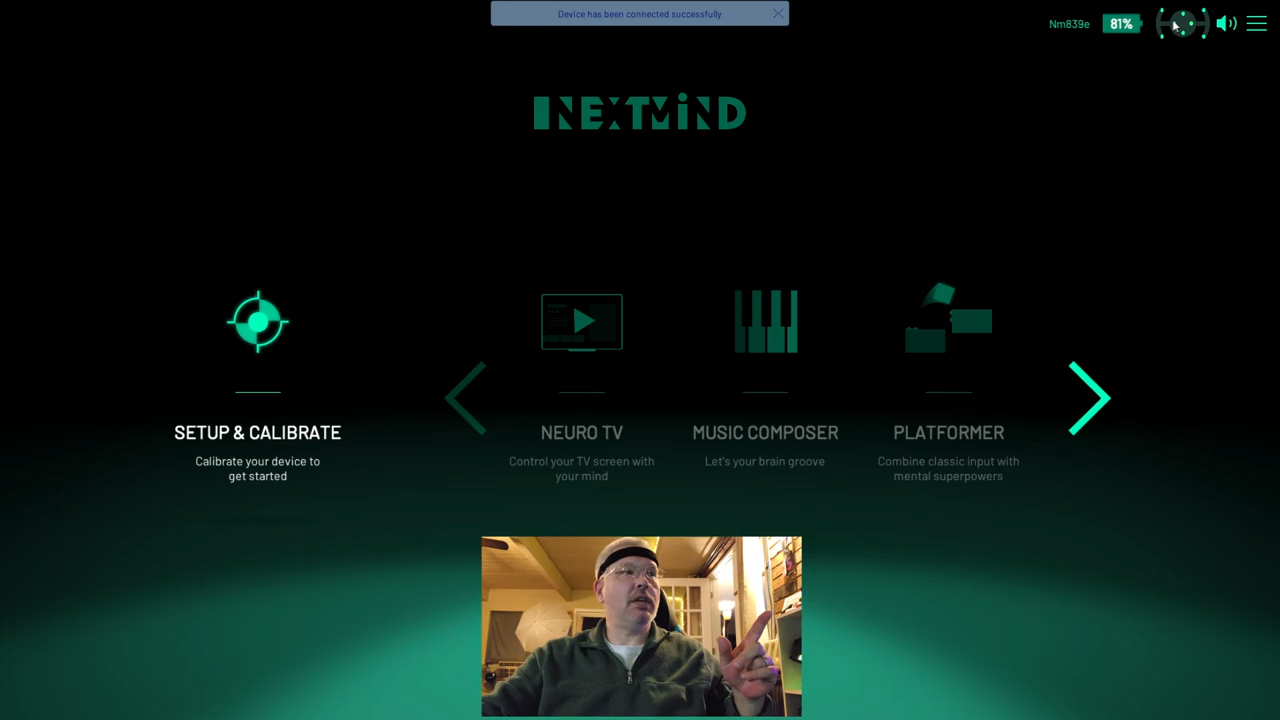 Device has been connected successfully
Nm839e
81%
NEXTMIND
SETUP & CALIBRATE
Calibrate your device to
get started
NEURO TV
Control your TV screen with
your mind
MUSIC COMPOSER
Let's your brain groove
PLATFORMER
Combine classic input with
mental superpowers